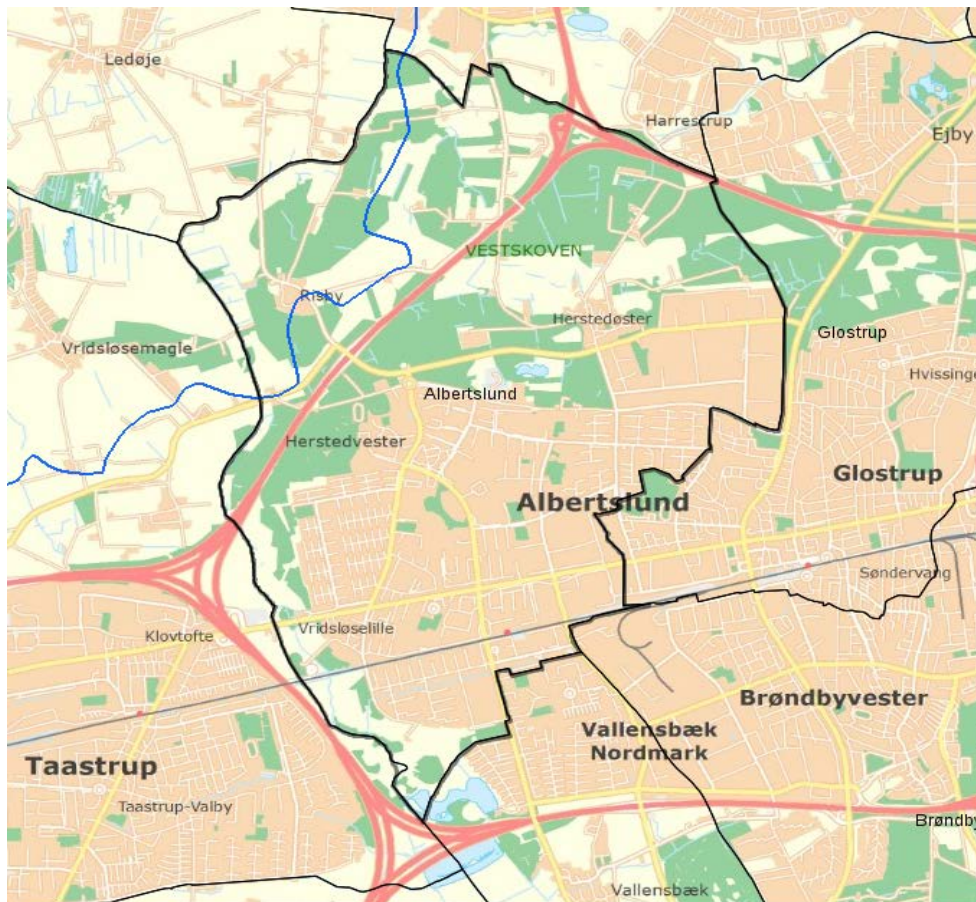 Ledøje
Harrestrup
Ejby
VESTSKOVEN
Risby
Herstedøster
Glostrup
Vridsløsemagle
Hvissinge
Albertslund
Herstedvester
Glostrup
Albertslund
Søndervang
Vridsløselille
Klovtofte
Brøndbyvester
Vallensbæk
Nordmark
Taastrup
Taastrup-Valby
Brøndby
Vallensbæk